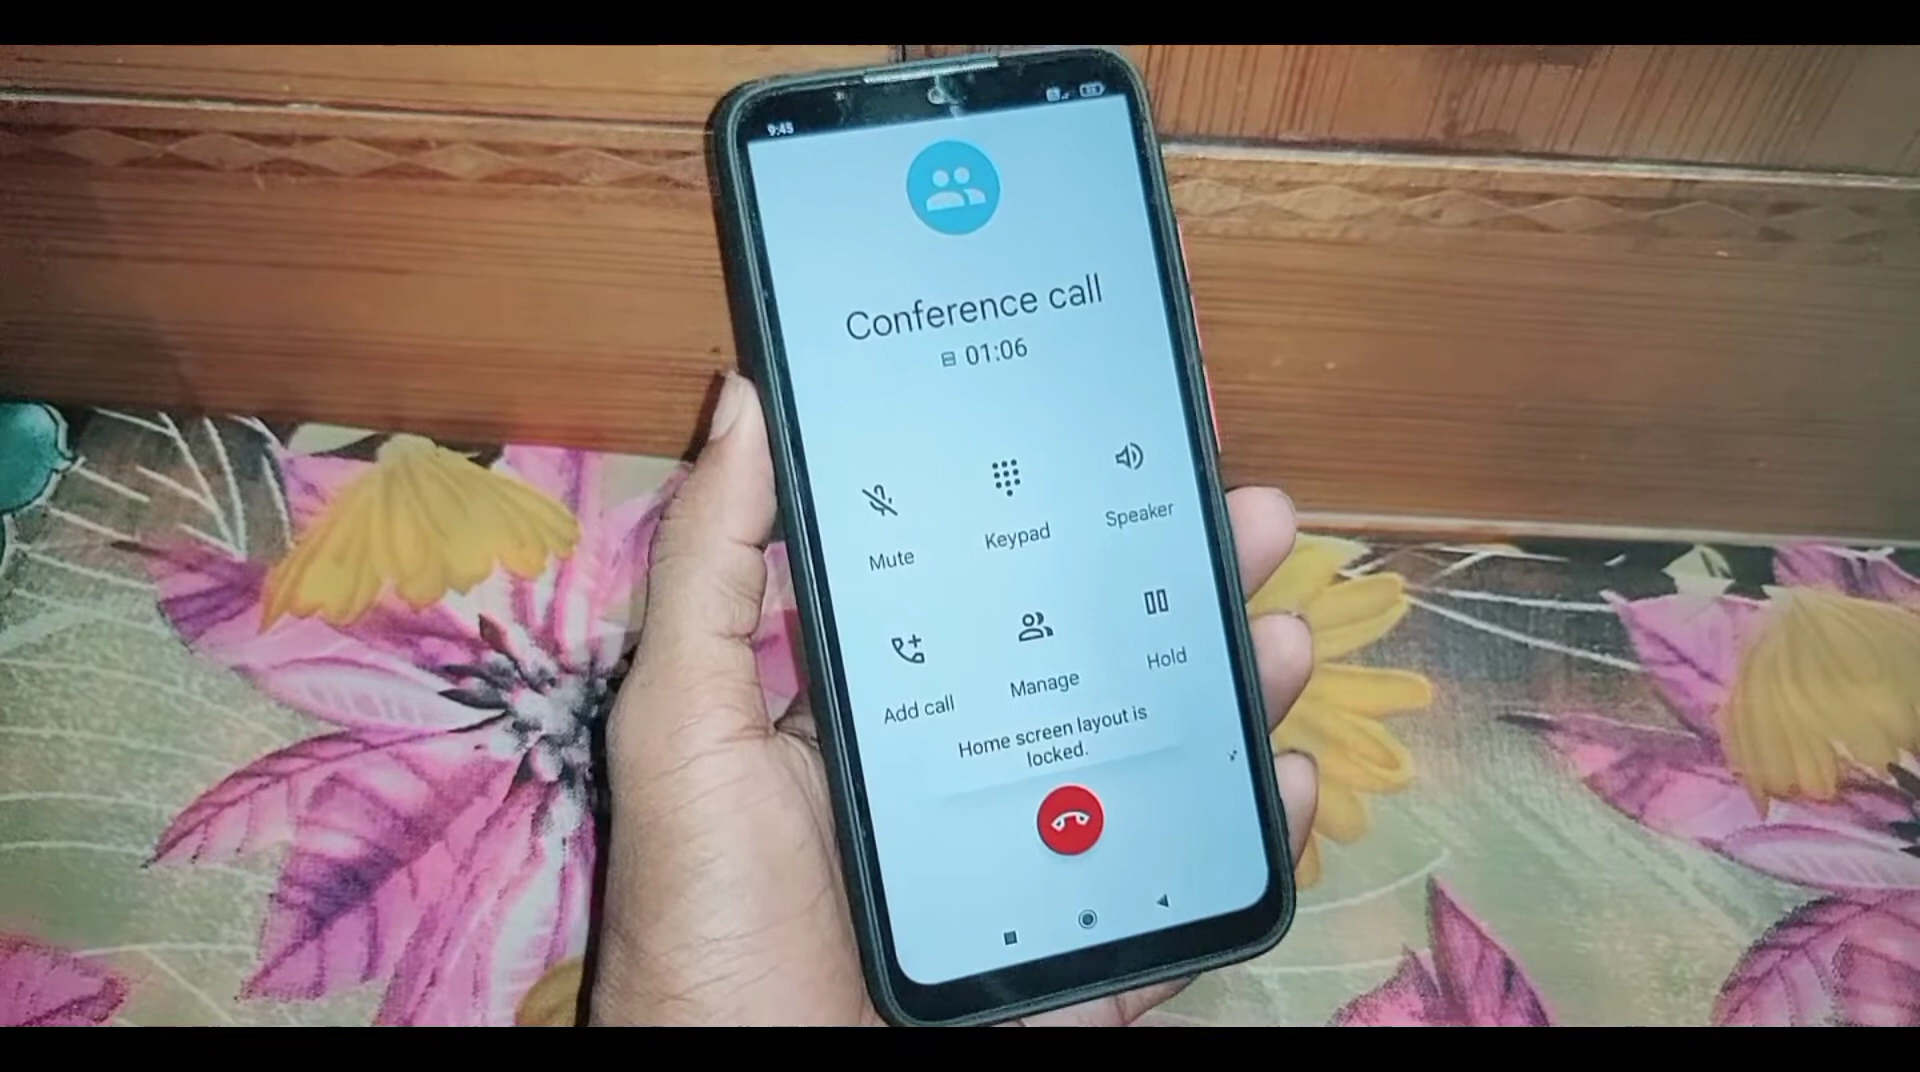 9:45
Conference call
01:06
Mute
Keypad
Speaker
Add call
Manage
Hold
Home screen layout is
locked.